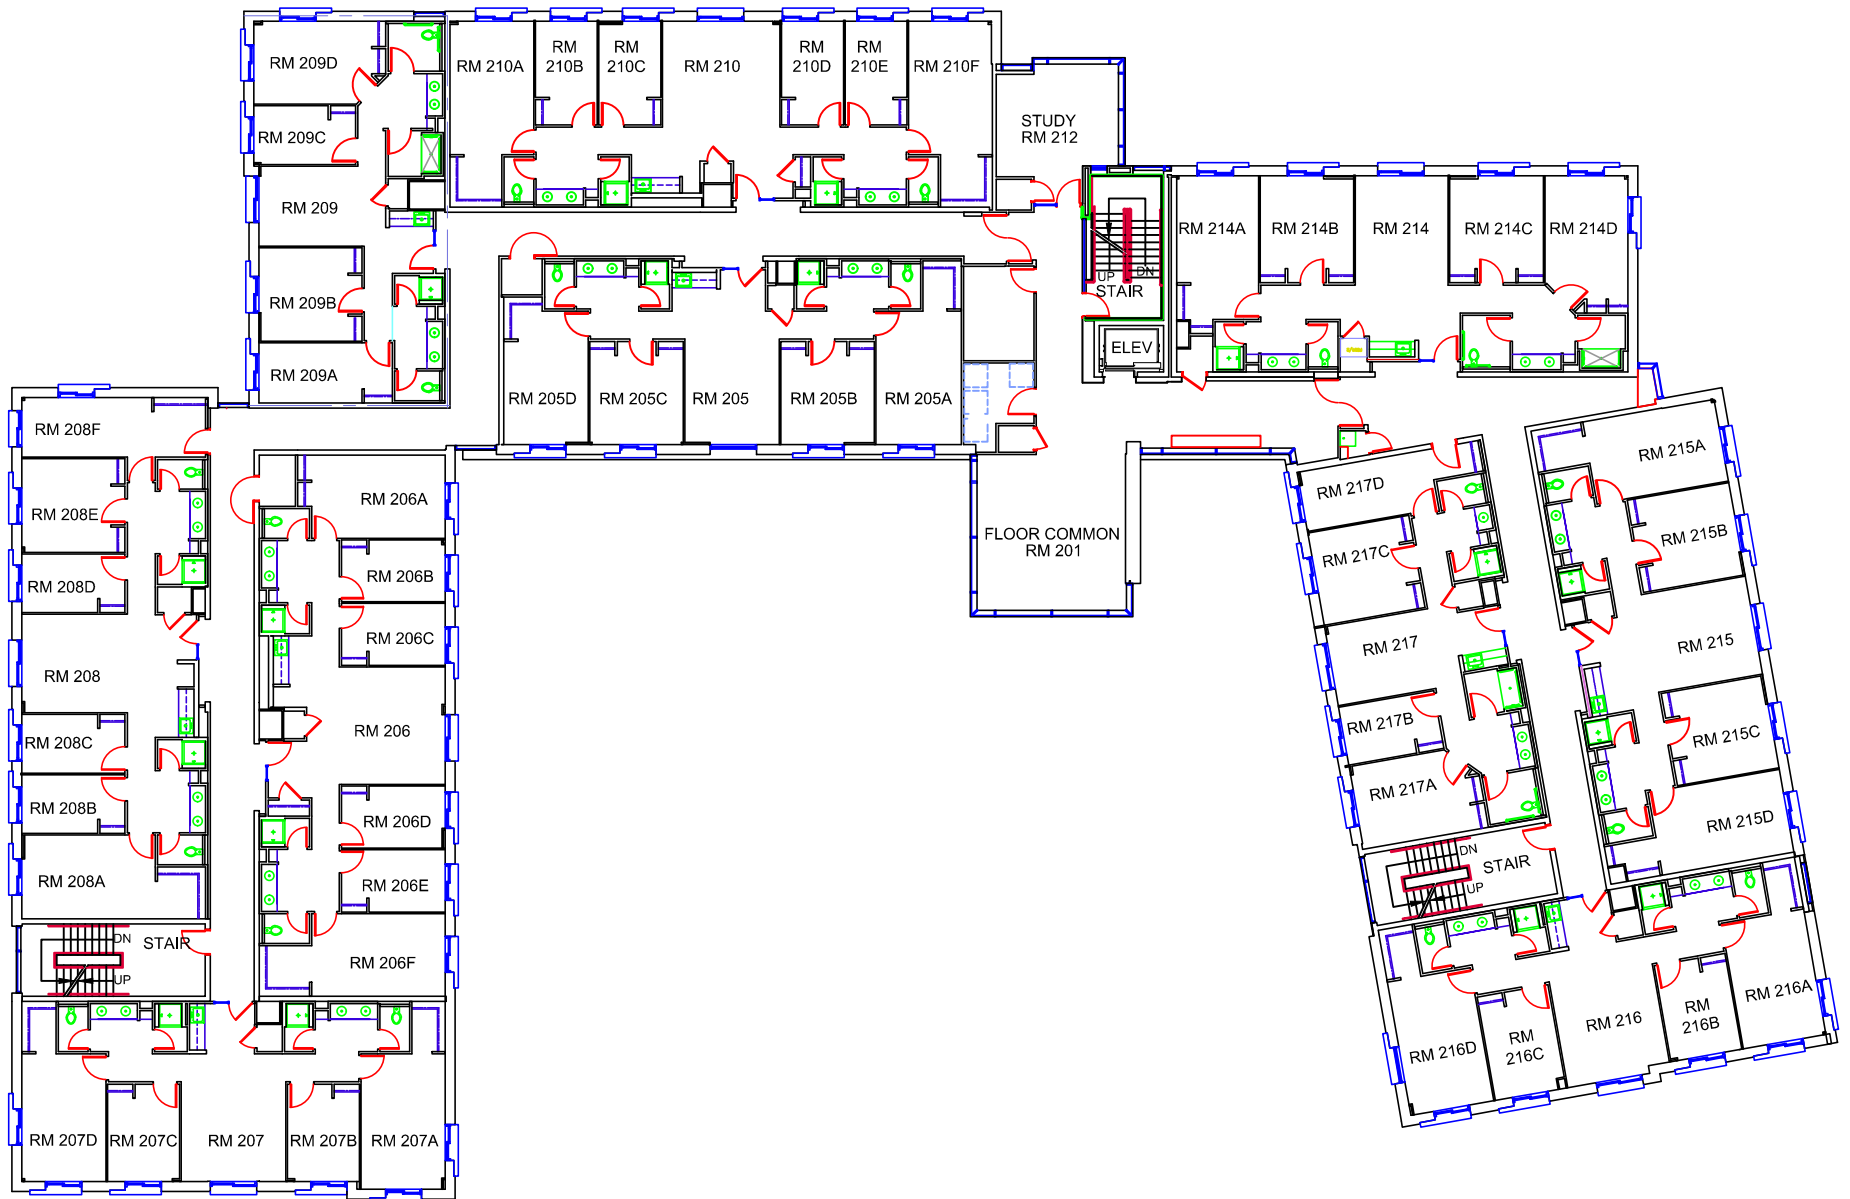 RM 209D
RM 209C
RM 209
RM 209B
RM 209A
RM 210A
RM
210B
RM
210C
RM 210
RM
210D
RM
210E
RM 210F
STUDY
RM 212
UP
DN
STAIR
ELEV
RM 214A
RM 214B
RM 214
RM 214C
RM 214D
RM 205D
RM 205C
RM 205
RM 205B
RM 205A
FLOOR COMMON
RM 201
RM 208F
RM 208E
RM 208D
RM 208
RM 208C
RM 208B
RM 208A
RM 206A
RM 206B
RM 206C
RM 206
RM 206D
RM 206E
RM 206F
DN
STAIR
UP
RM 207D
RM 207C
RM 207
RM 207B
RM 207A
RM 217D
RM 217C
RM 217
RM 217B
RM 217A
RM 215A
RM 215B
RM 215
RM 215C
RM 215D
DN
STAIR
UP
RM 216D
RM
216C
RM 216
RM
216B
RM 216A